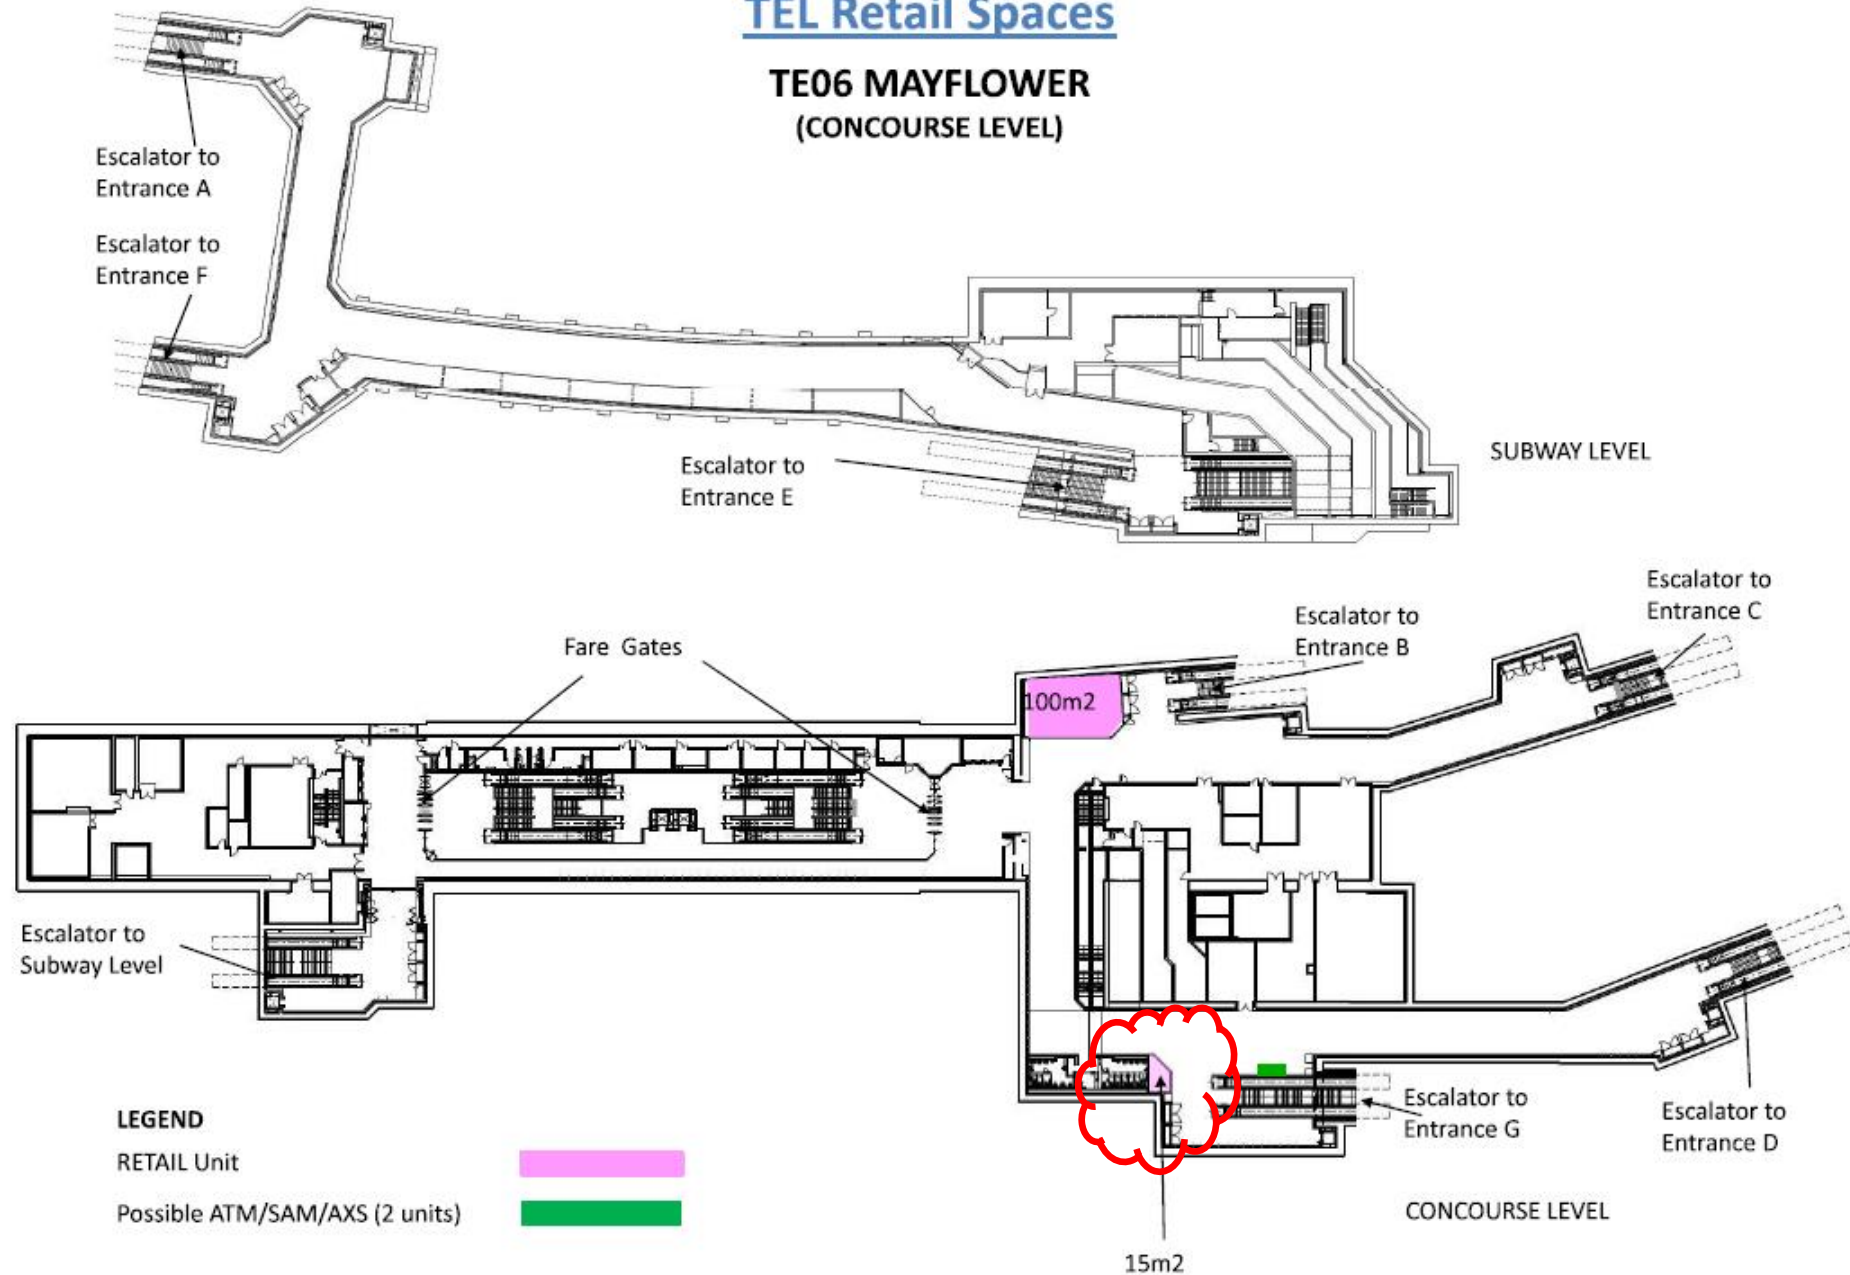 TEL Retail Spaces
TE06 MAYFLOWER
(CONCOURSE LEVEL)
Escalator to
Entrance A
Escalator to
Entrance F
Escalator to
Entrance E
SUBWAY LEVEL
Escalator to
Entrance C
Escalator to
Entrance B
Fare Gates
100m2
Escalator to
Subway Level
Escalator to
Entrance G
Escalator to
Entrance D
LEGEND
RETAIL Unit
Possible ATM/SAM/AXS (2 units)
CONCOURSE LEVEL
15m2